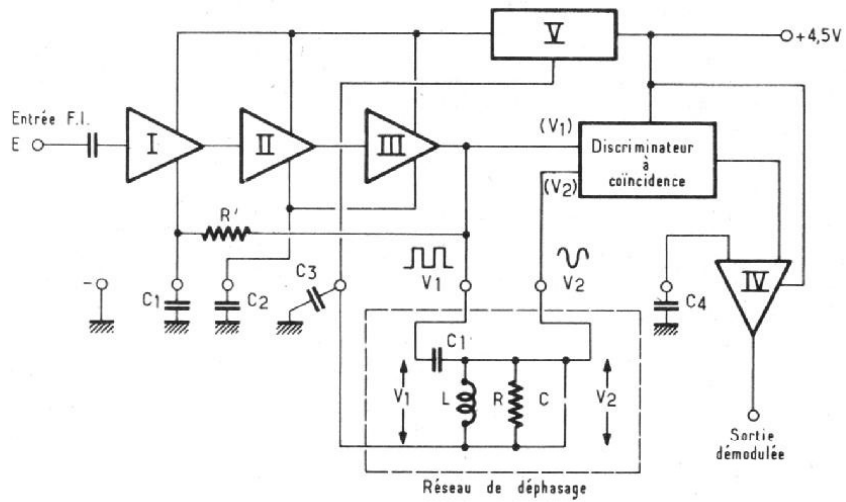 V
+4,5V
Entrée F.I.
E
I
II
III
(V1)
(V2)
Discriminateur
à
coïncidence
R'
-
C1
C2
C3
V1
V2
C4
IV
C1
V1
L
R
C
V2
Sortie
démodulée
Réseau de déphasage